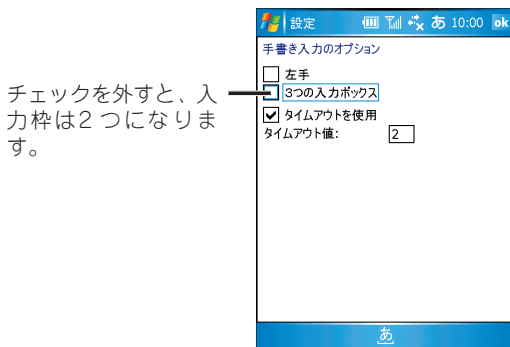 設定 あ 10:00 ok
手書き入力のオプション
左手
3つの入力ボックス
タイムアウトを使用
タイムアウト値: 2
あ
チェックを外すと、入
力枠は2つになりま
す。